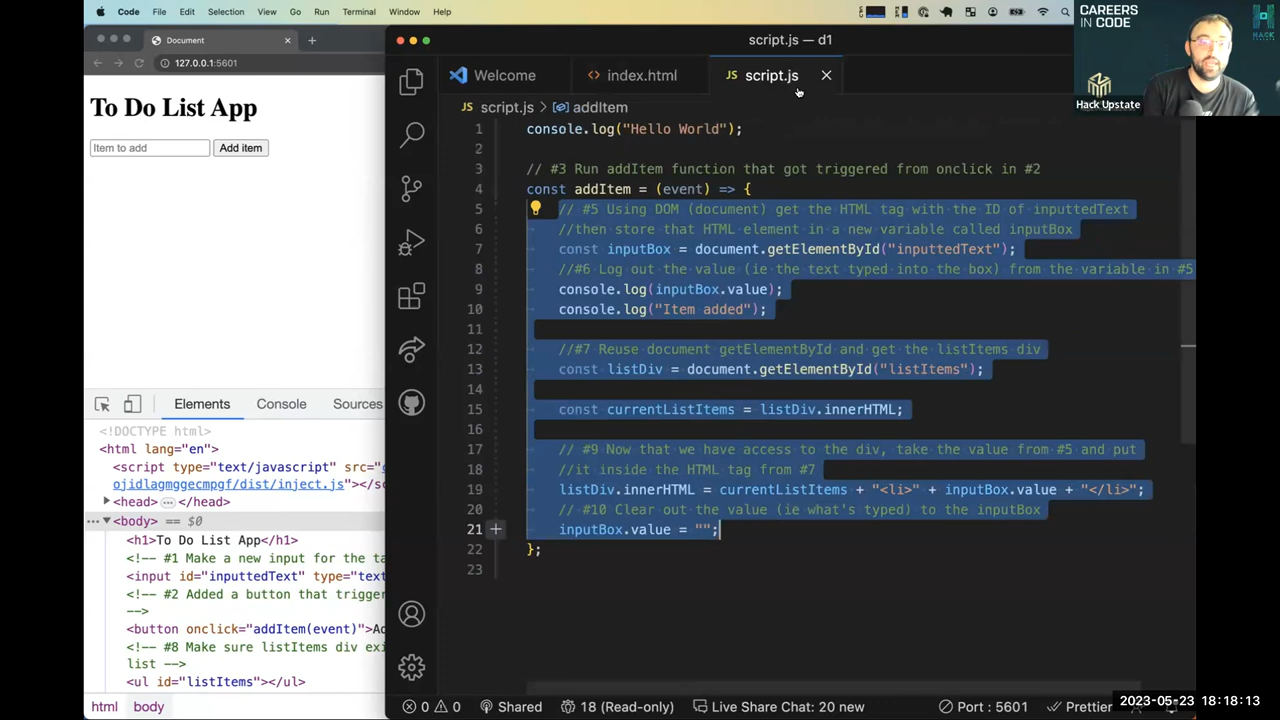 Code File Edit Selection View Go Run Terminal Window Help
CAREERS
IN CODE
HACK
Hack Upstate
Document
127.0.0.1:5601
To Do List App
Item to add
Add item
Elements
Console
Sources
<!DOCTYPE html>
<html lang="en">
<script type="text/javascript" src="c
ojidlagmggecmpgf/dist/inject.js"></s
<head> </head>
<body> == $0
<h1>To Do List App</h1>
<!-- #1 Make a new input for the ta
<input id="inputtedText" type="text
<!-- #2 Added a button that trigger
-->
<button onclick="addItem(event)">Ad
<!-- #8 Make sure listItems div exi
list -->
<ul id="listItems"></ul>
html body
script.js — d1
Welcome
index.html
JS script.js
JS script.js > addItem
1 console.log("Hello World");
2
3 // #3 Run addItem function that got triggered from onclick in #2
4 const addItem = (event) => {
5 // #5 Using DOM (document) get the HTML tag with the ID of inputtedText
6 //then store that HTML element in a new variable called inputBox
7 const inputBox = document.getElementById("inputtedText");
8 //#6 Log out the value (ie the text typed into the box) from the variable in #5
9 console.log(inputBox.value);
10 console.log("Item added");
11
12 //#7 Reuse document getElementById and get the listItems div
13 const listDiv = document.getElementById("listItems");
14
15 const currentListItems = listDiv.innerHTML;
16
17 // #9 Now that we have access to the div, take the value from #5 and put
18 //it inside the HTML tag from #7
19 listDiv.innerHTML = currentListItems + "<li>" + inputBox.value + "</li>";
20 // #10 Clear out the value (ie what's typed) to the inputBox
21 inputBox.value = "";
22 };
23
0 0 Shared 18 (Read-only) Live Share Chat: 20 new Port : 5601 Prettier
2023-05-23 18:18:13